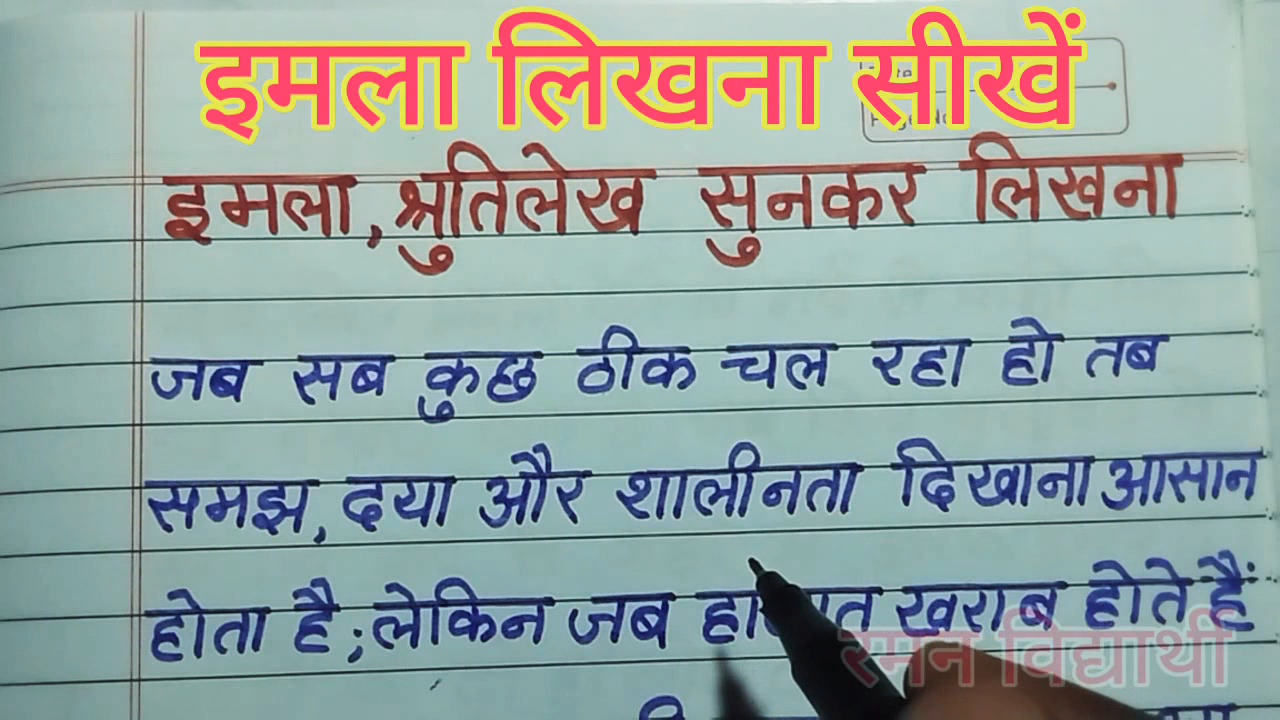 इमला लिखना सीखें
इमला, श्रुतिलेख सुनकर लिखना
जब सब कुछ ठीक चल रहा हो तब
समझ, दया और शालीनता दिखाना आसान
होता है; लेकिन जब खराब होते हैं
रमन विद्यार्थी